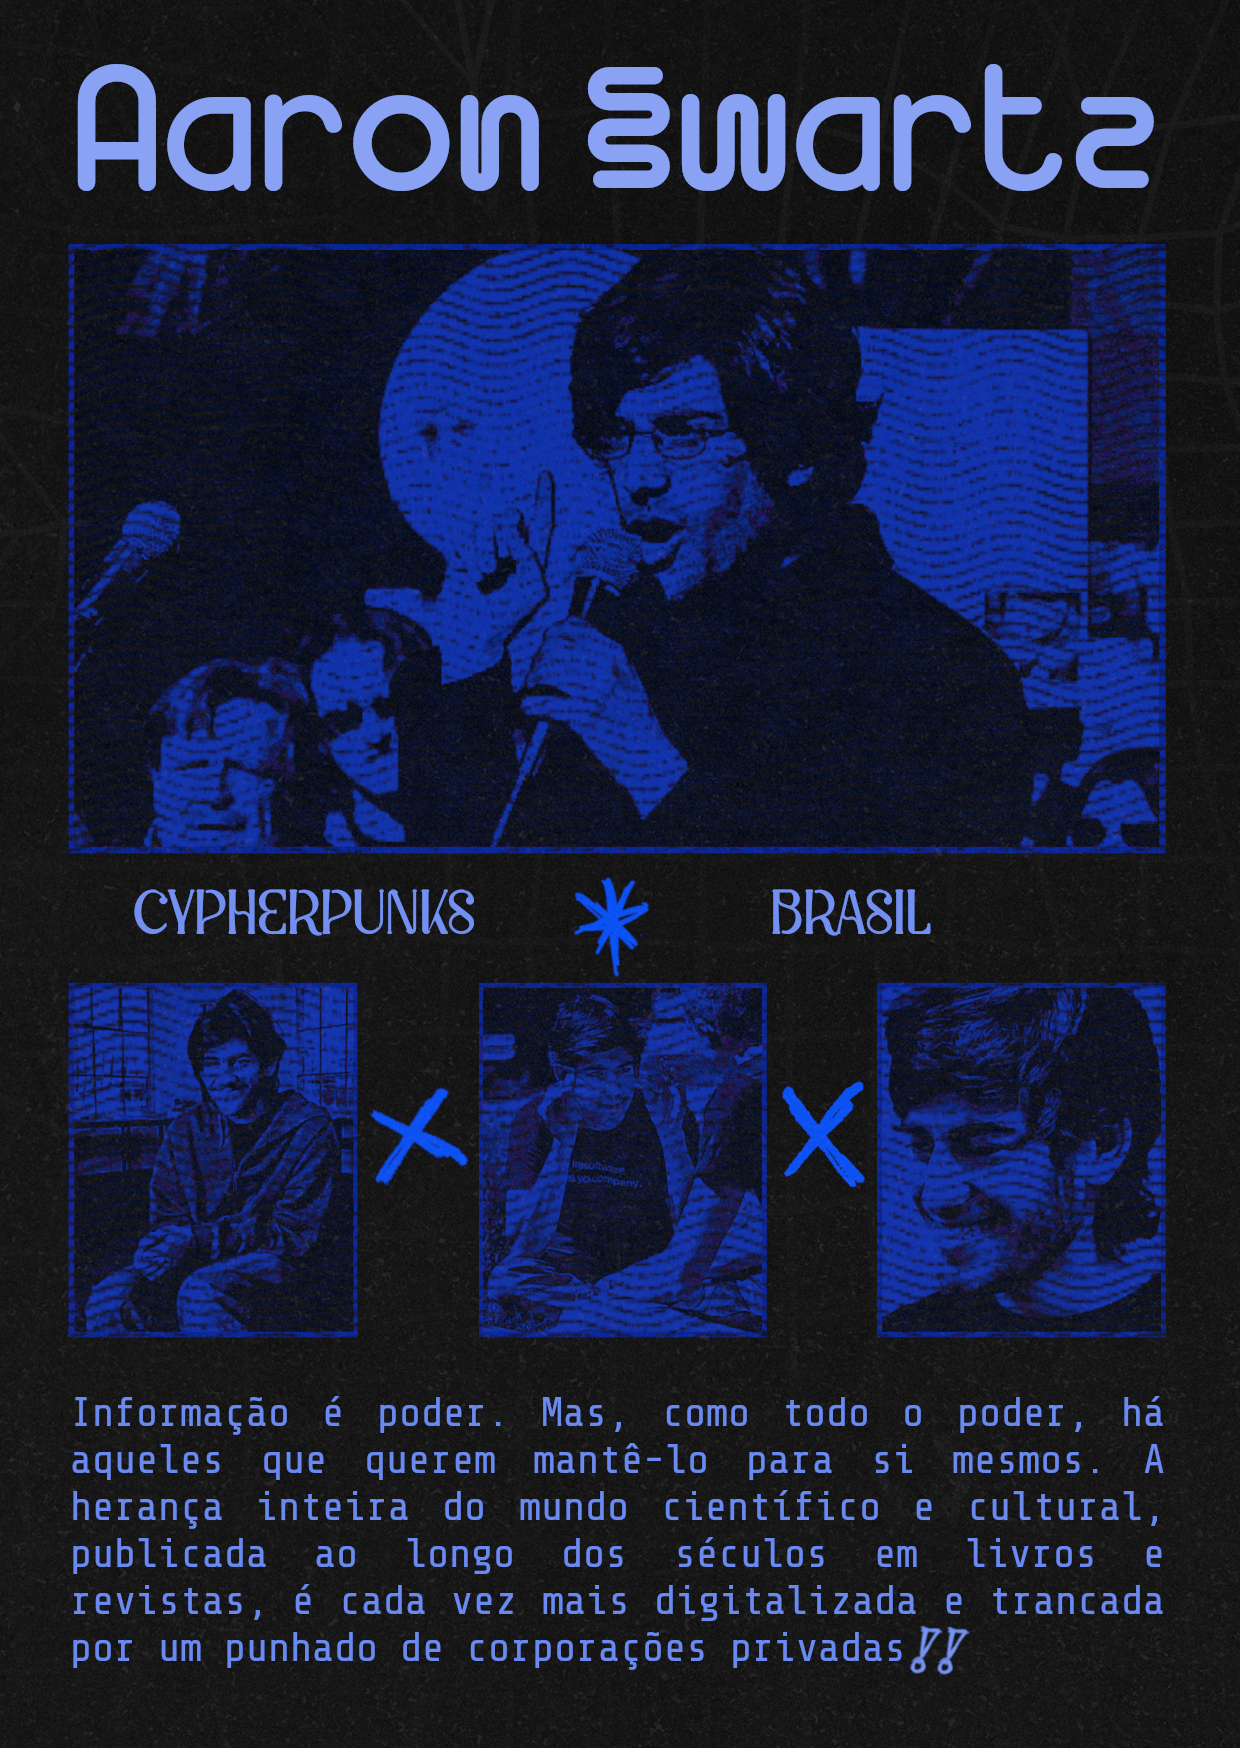 Aaron Swartz
CYPHERPUNKS BRASIL
freesoftware
company.
Informação é poder. Mas, como todo o poder, há
aqueles que querem mantê-lo para si mesmos. A
herança inteira do mundo científico e cultural,
publicada ao longo dos séculos em livros e
revistas, é cada vez mais digitalizada e trancada
por um punhado de corporações privadas!!